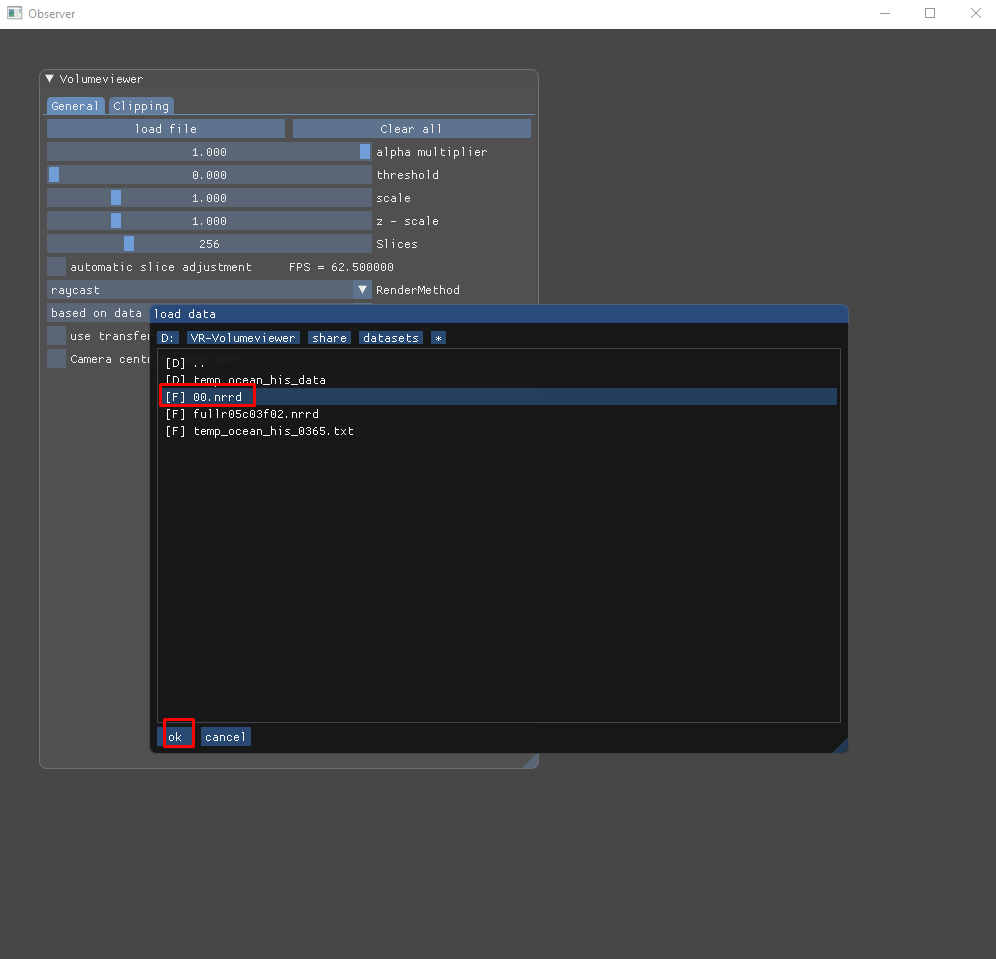 Observer
Volumeviewer
General Clipping
load file Clear all
1.000 alpha multiplier
0.000 threshold
1.000 scale
1.000 z - scale
256 Slices
automatic slice adjustment FPS = 62.500000
raycast RenderMethod
based on data
use transfe
Camera cent
load data
D: VR-Volumeviewer share datasets *
[D] ..
[D] temp_ocean_his_data
[F] 00.nrrd
[F] fullr05c03f02.nrrd
[F] temp_ocean_his_0365.txt
ok cancel